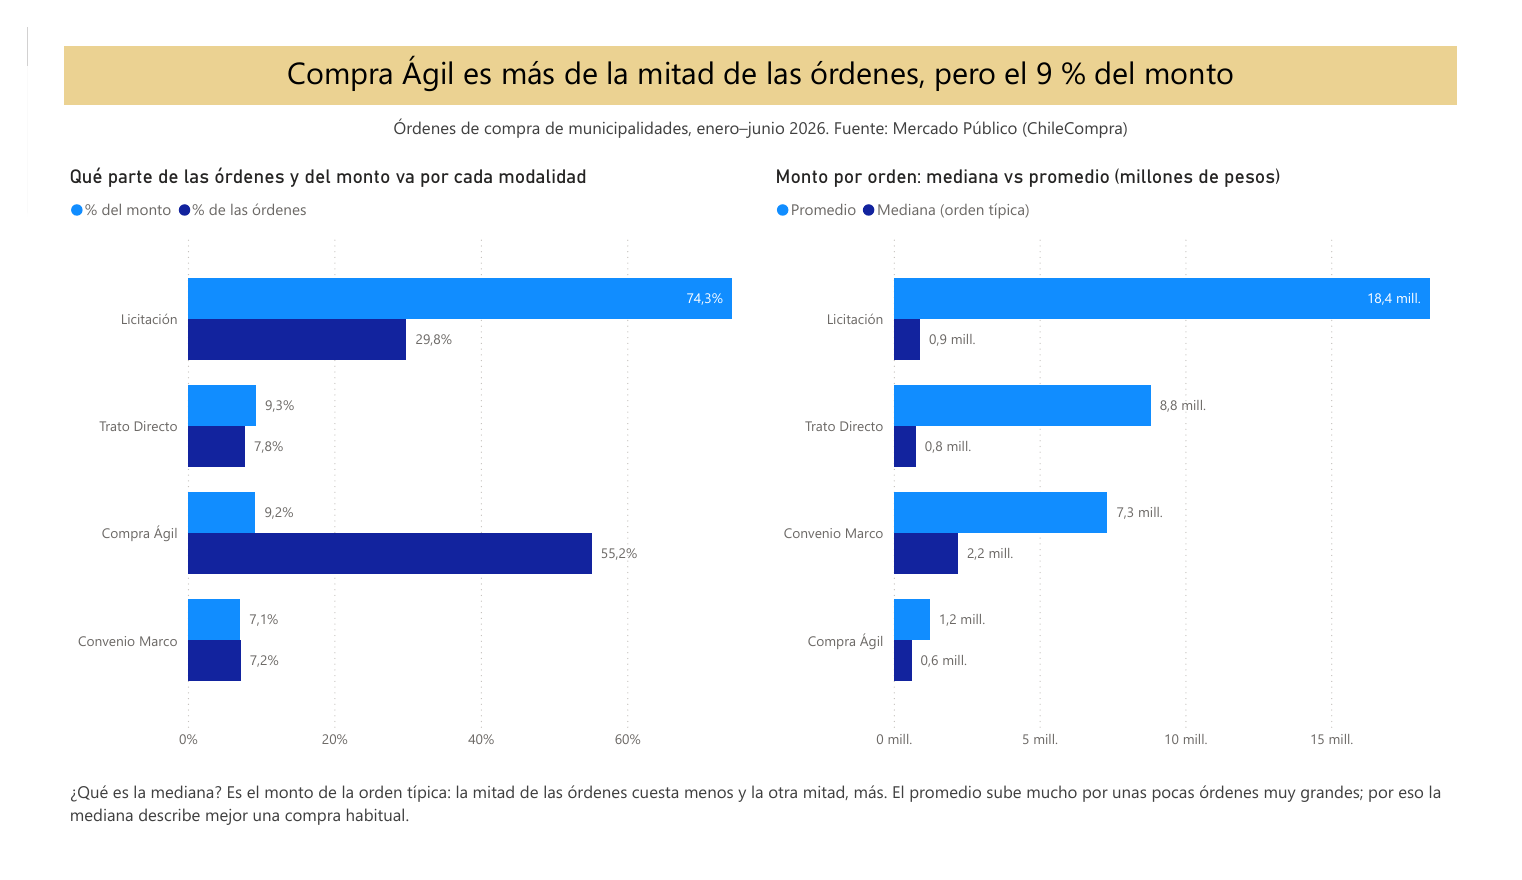 Compra Ágil es más de la mitad de las órdenes, pero el 9 % del monto
Órdenes de compra de municipalidades, enero–junio 2026. Fuente: Mercado Público (ChileCompra)
Qué parte de las órdenes y del monto va por cada modalidad
% del monto % de las órdenes
Licitación
74,3%
29,8%
Trato Directo
9,3%
7,8%
Compra Ágil
9,2%
55,2%
Convenio Marco
7,1%
7,2%
0% 20% 40% 60%
Monto por orden: mediana vs promedio (millones de pesos)
Promedio Mediana (orden típica)
Licitación
18,4 mill.
0,9 mill.
Trato Directo
8,8 mill.
0,8 mill.
Convenio Marco
7,3 mill.
2,2 mill.
Compra Ágil
1,2 mill.
0,6 mill.
0 mill. 5 mill. 10 mill. 15 mill.
¿Qué es la mediana? Es el monto de la orden típica: la mitad de las órdenes cuesta menos y la otra mitad, más. El promedio sube mucho por unas pocas órdenes muy grandes; por eso la
mediana describe mejor una compra habitual.